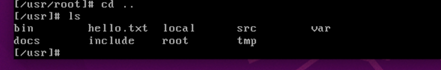 [/usr/root]# cd ..
[/usr]# ls
bin hello.txt local src var
docs include root tmp
[/usr]#